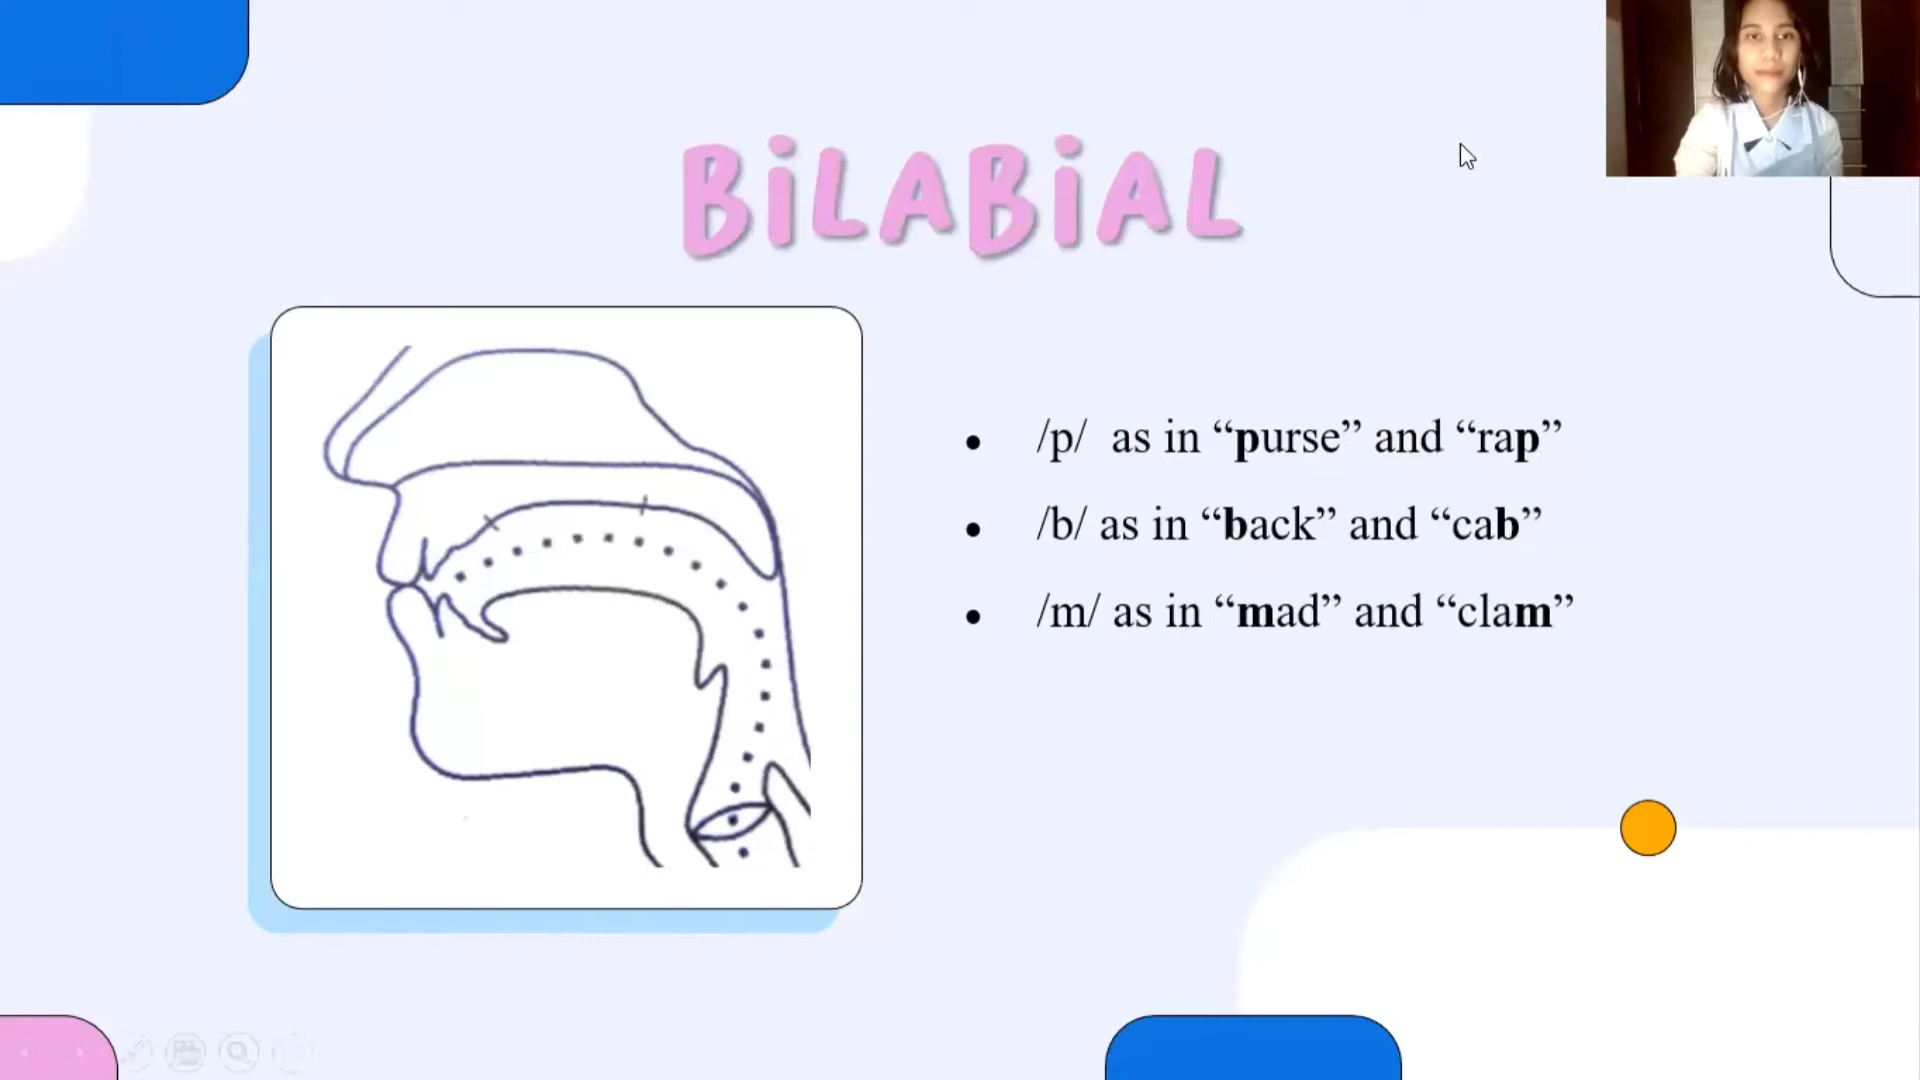 BiLABiAL
• /p/ as in “purse” and “rap”
• /b/ as in “back” and “cab”
• /m/ as in “mad” and “clam”